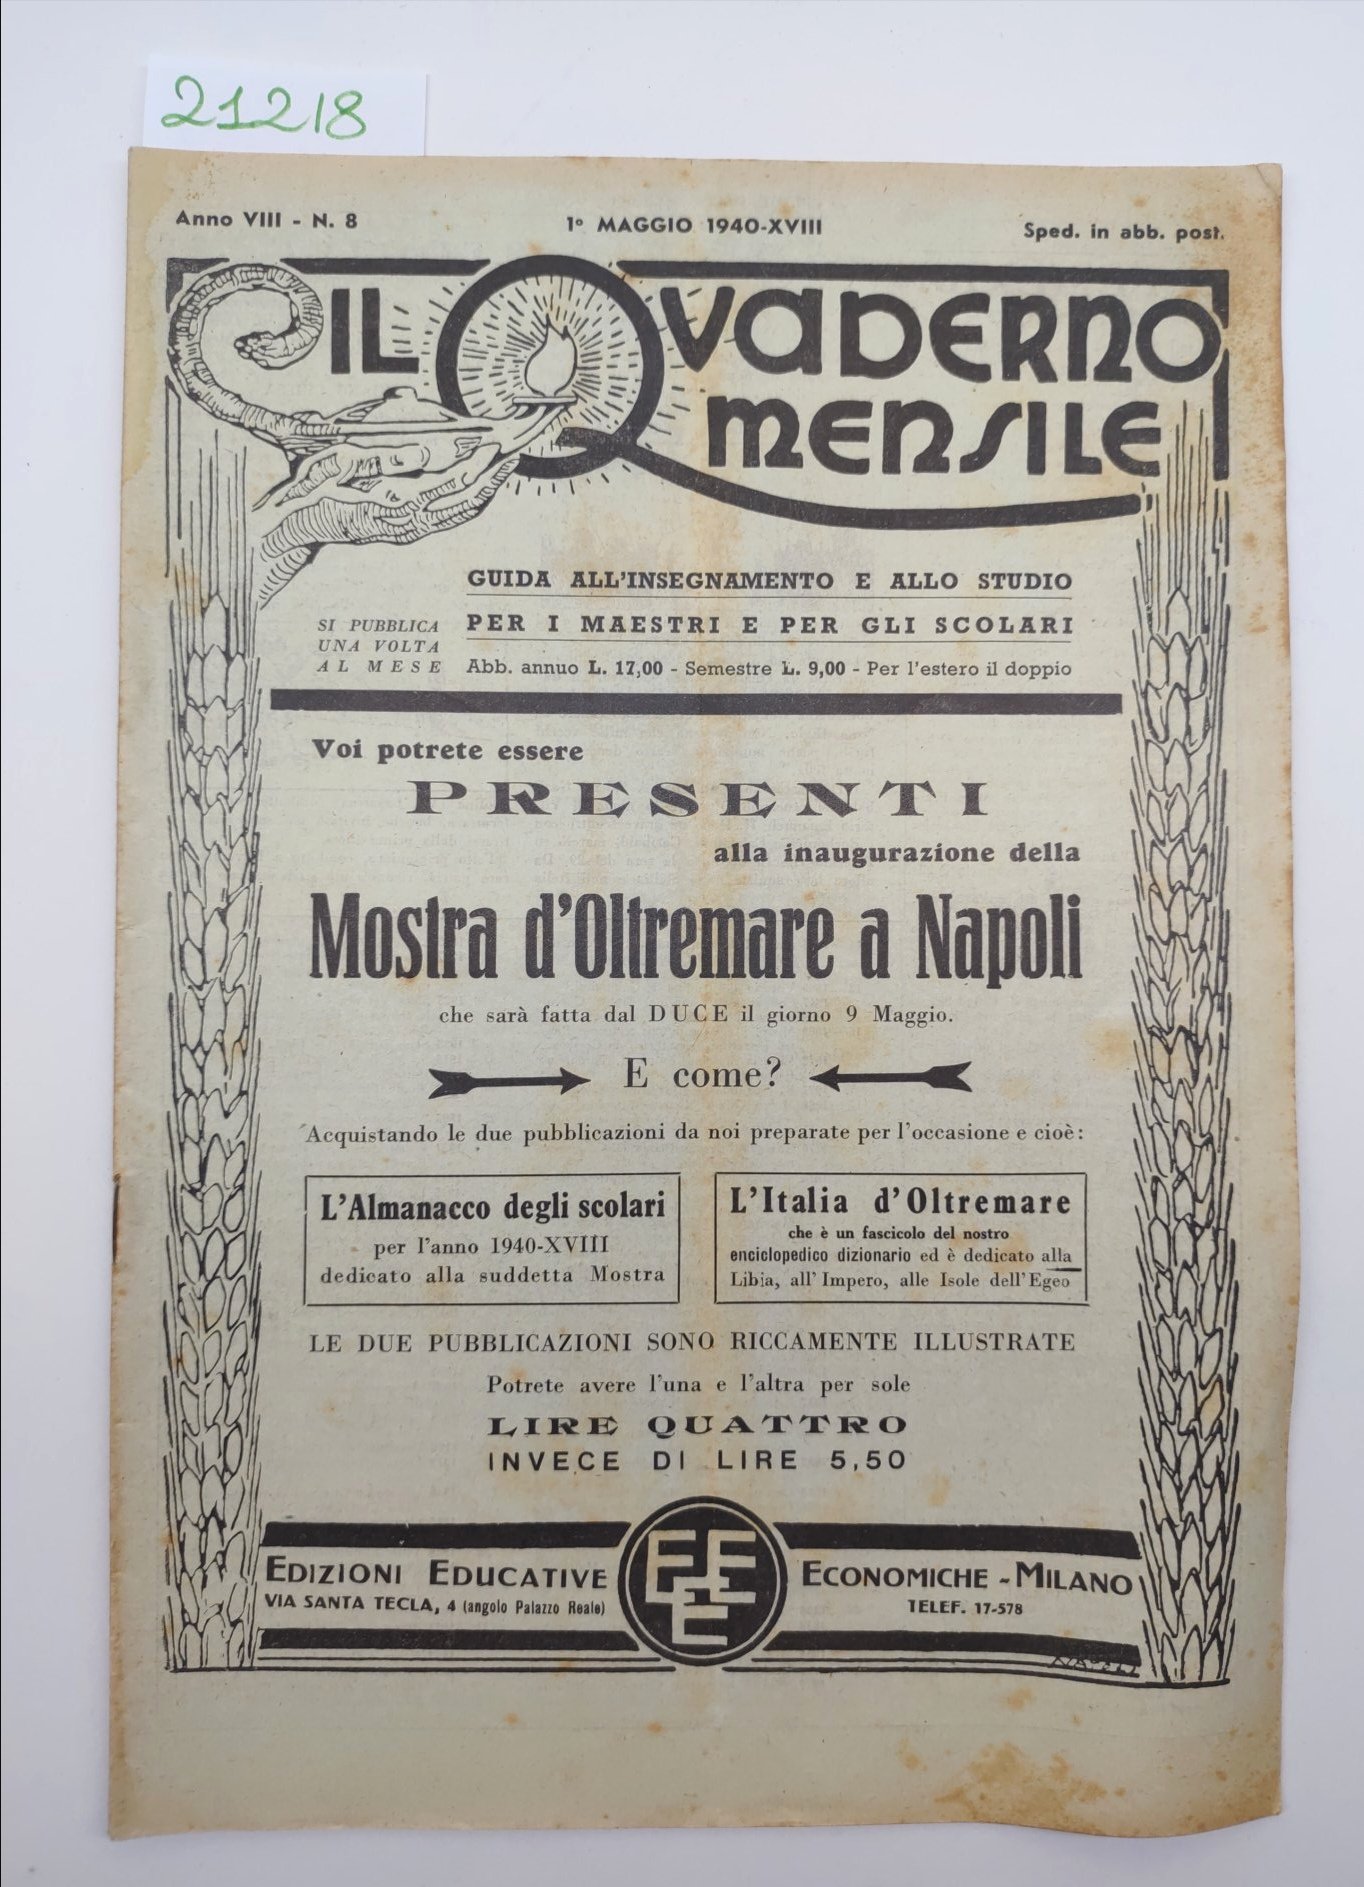 21218
Anno VIII - N. 8
1° MAGGIO 1940-XVIII
Sped. in abb. post.
IL QVADERNO
MENSILE
GUIDA ALL'INSEGNAMENTO E ALLO STUDIO
PER I MAESTRI E PER GLI SCOLARI
SI PUBBLICA
UNA VOLTA
AL MESE
Abb. annuo L. 17,00 - Semestre L. 9,00 - Per l'estero il doppio
Voi potrete essere
PRESENTI
alla inaugurazione della
Mostra d'Oltremare a Napoli
che sarà fatta dal DUCE il giorno 9 Maggio.
E come?
Acquistando le due pubblicazioni da noi preparate per l'occasione e cioè:
L'Almanacco degli scolari
per l'anno 1940-XVIII
dedicato alla suddetta Mostra
L'Italia d'Oltremare
che è un fascicolo del nostro
enciclopedico dizionario ed è dedicato alla
Libia, all'Impero, alle Isole dell'Egeo
LE DUE PUBBLICAZIONI SONO RICCAMENTE ILLUSTRATE
Potrete avere l'una e l'altra per sole
LIRE QUATTRO
INVECE DI LIRE 5,50
EDIZIONI EDUCATIVE
VIA SANTA TECLA, 4 (angolo Palazzo Reale)
EEE
ECONOMICHE - MILANO
TELEF. 17-578